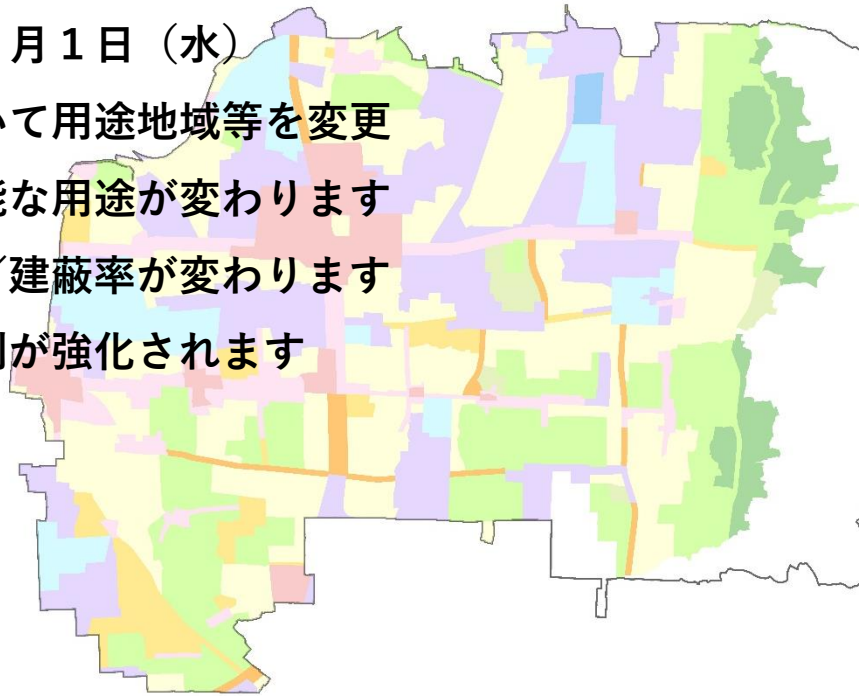 月１日（水）
いて用途地域等を変更
な用途が変わります
建蔽率が変わります
が強化されます